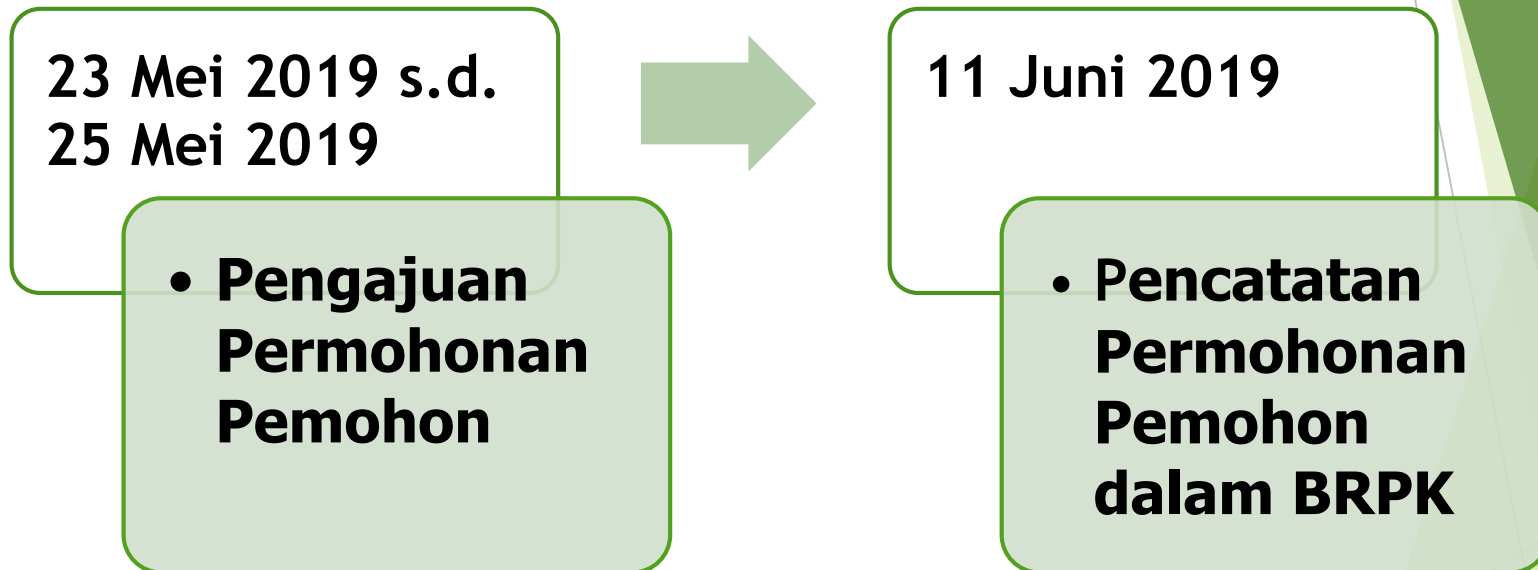 23 Mei 2019 s.d.
25 Mei 2019
• Pengajuan
Permohonan
Pemohon
11 Juni 2019
• Pencatatan
Permohonan
Pemohon
dalam BRPK